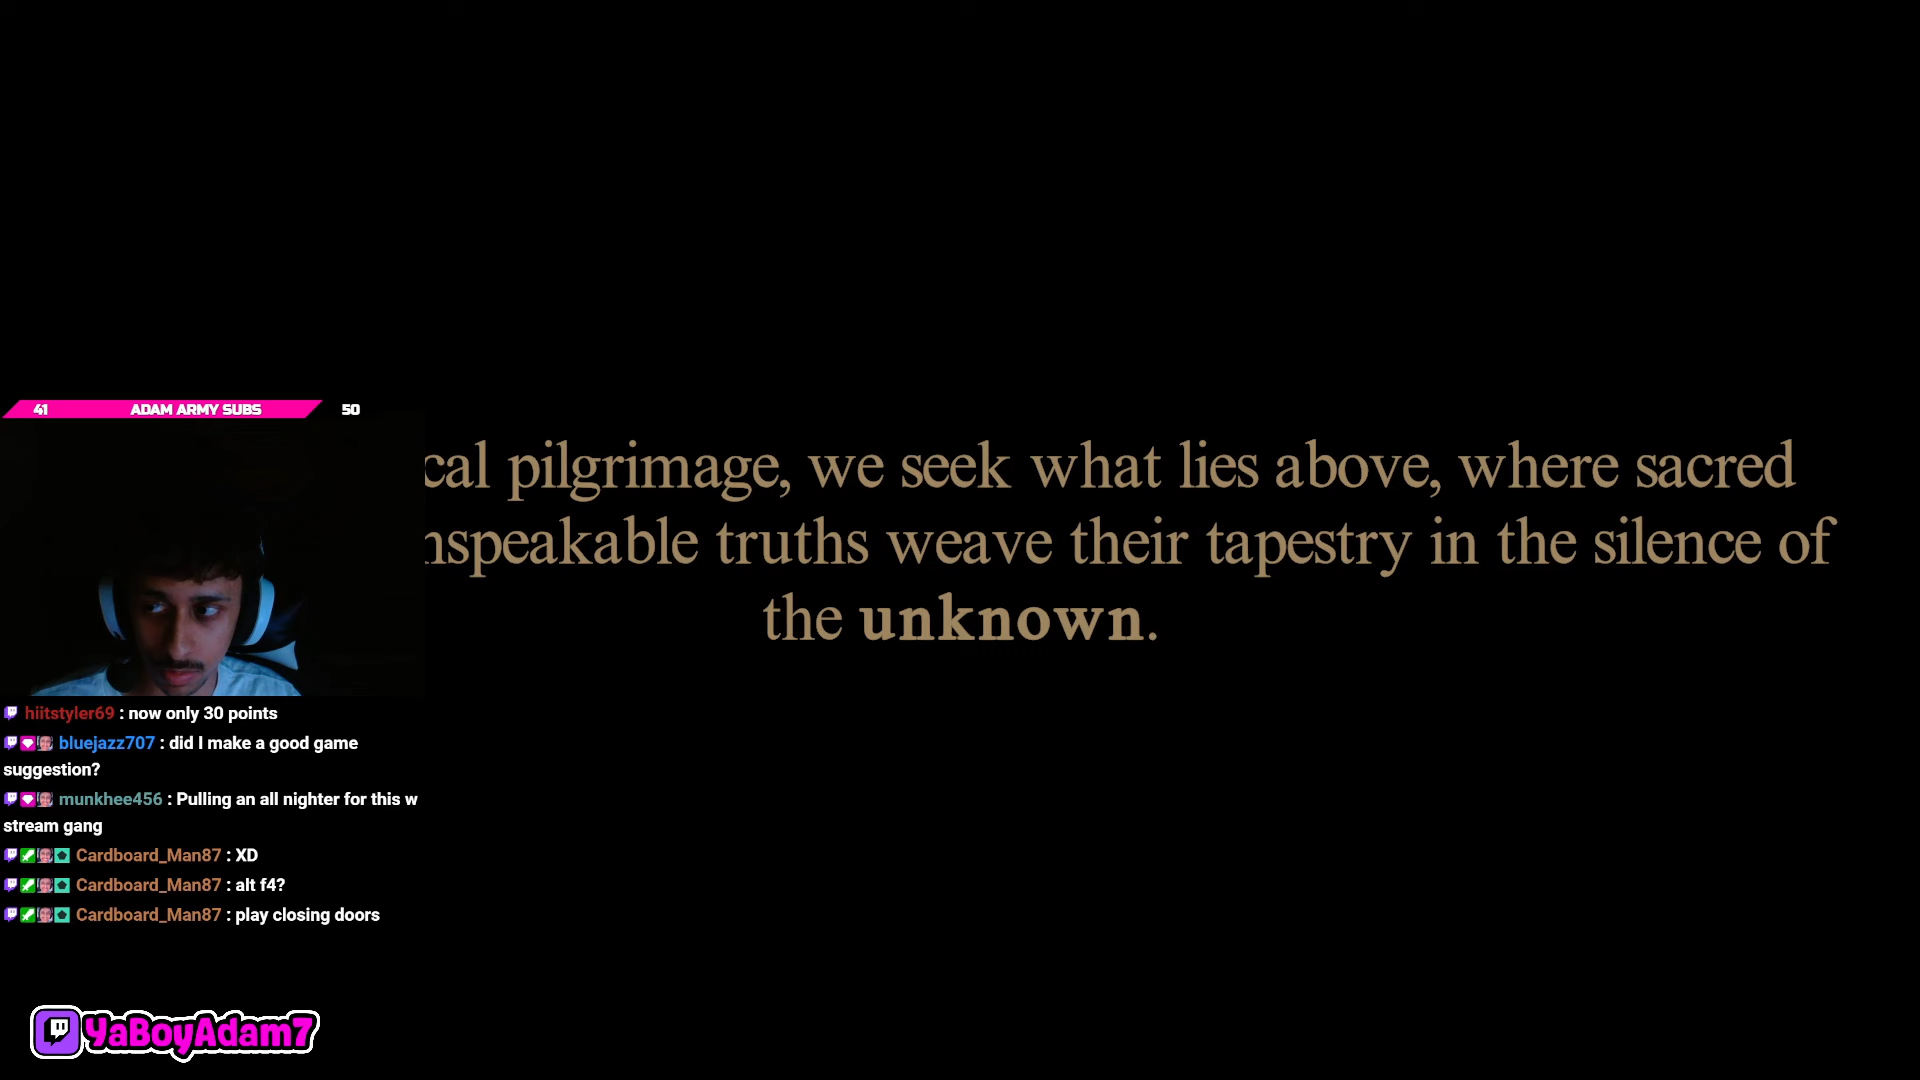 41 ADAM ARMY SUBS 50
pilgrimage, we seek what lies above, where sacred
truths weave their tapestry in the silence of
the unknown.
hiitstyler69 : now only 30 points
bluejazz707 : did I make a good game
suggestion?
munkhee456 : Pulling an all nighter for this w
stream gang
Cardboard_Man87 : XD
Cardboard_Man87 : alt f4?
Cardboard_Man87 : play closing doors
YaBoyAdam7